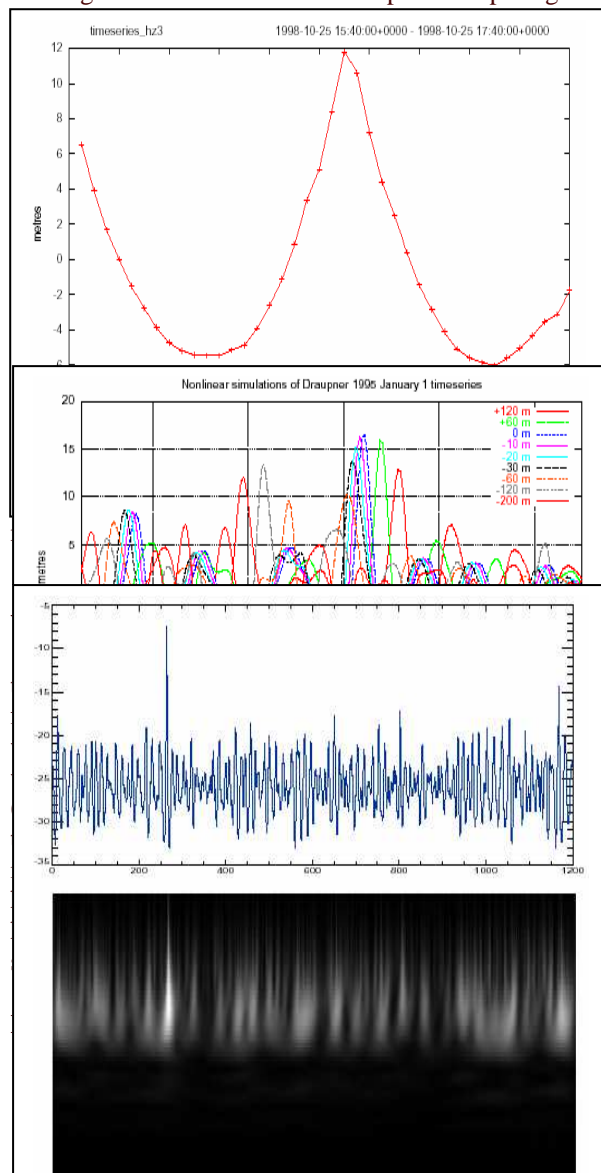 timeseries_hz3 1998-10-25 15:40:00+0000 - 1998-10-25 17:40:00+0000
12
10
8
6
4
2
0
-2
-4
metres
Nonlinear simulations of Draupner 1995 January 1 timeseries
20
15
10
5
metres
+120 m
+60 m
0 m
-10 m
-20 m
-30 m
-60 m
-120 m
-200 m
-5
-10
-15
-20
-25
-30
-35
0 200 400 600 800 1000 1200